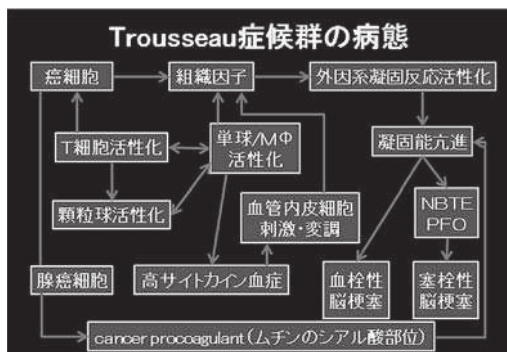 Trousseau症候群の病態
癌細胞
組織因子
外因系凝固反応活性化
T細胞活性化
単球/MΦ
活性化
凝固能亢進
顆粒球活性化
血管内皮細胞
刺激・変調
NBTE
PFO
腺癌細胞
高サイトカイン血症
血栓性
脳梗塞
塞栓性
脳梗塞
cancer procoagulant(ムチンのシアル酸部位)